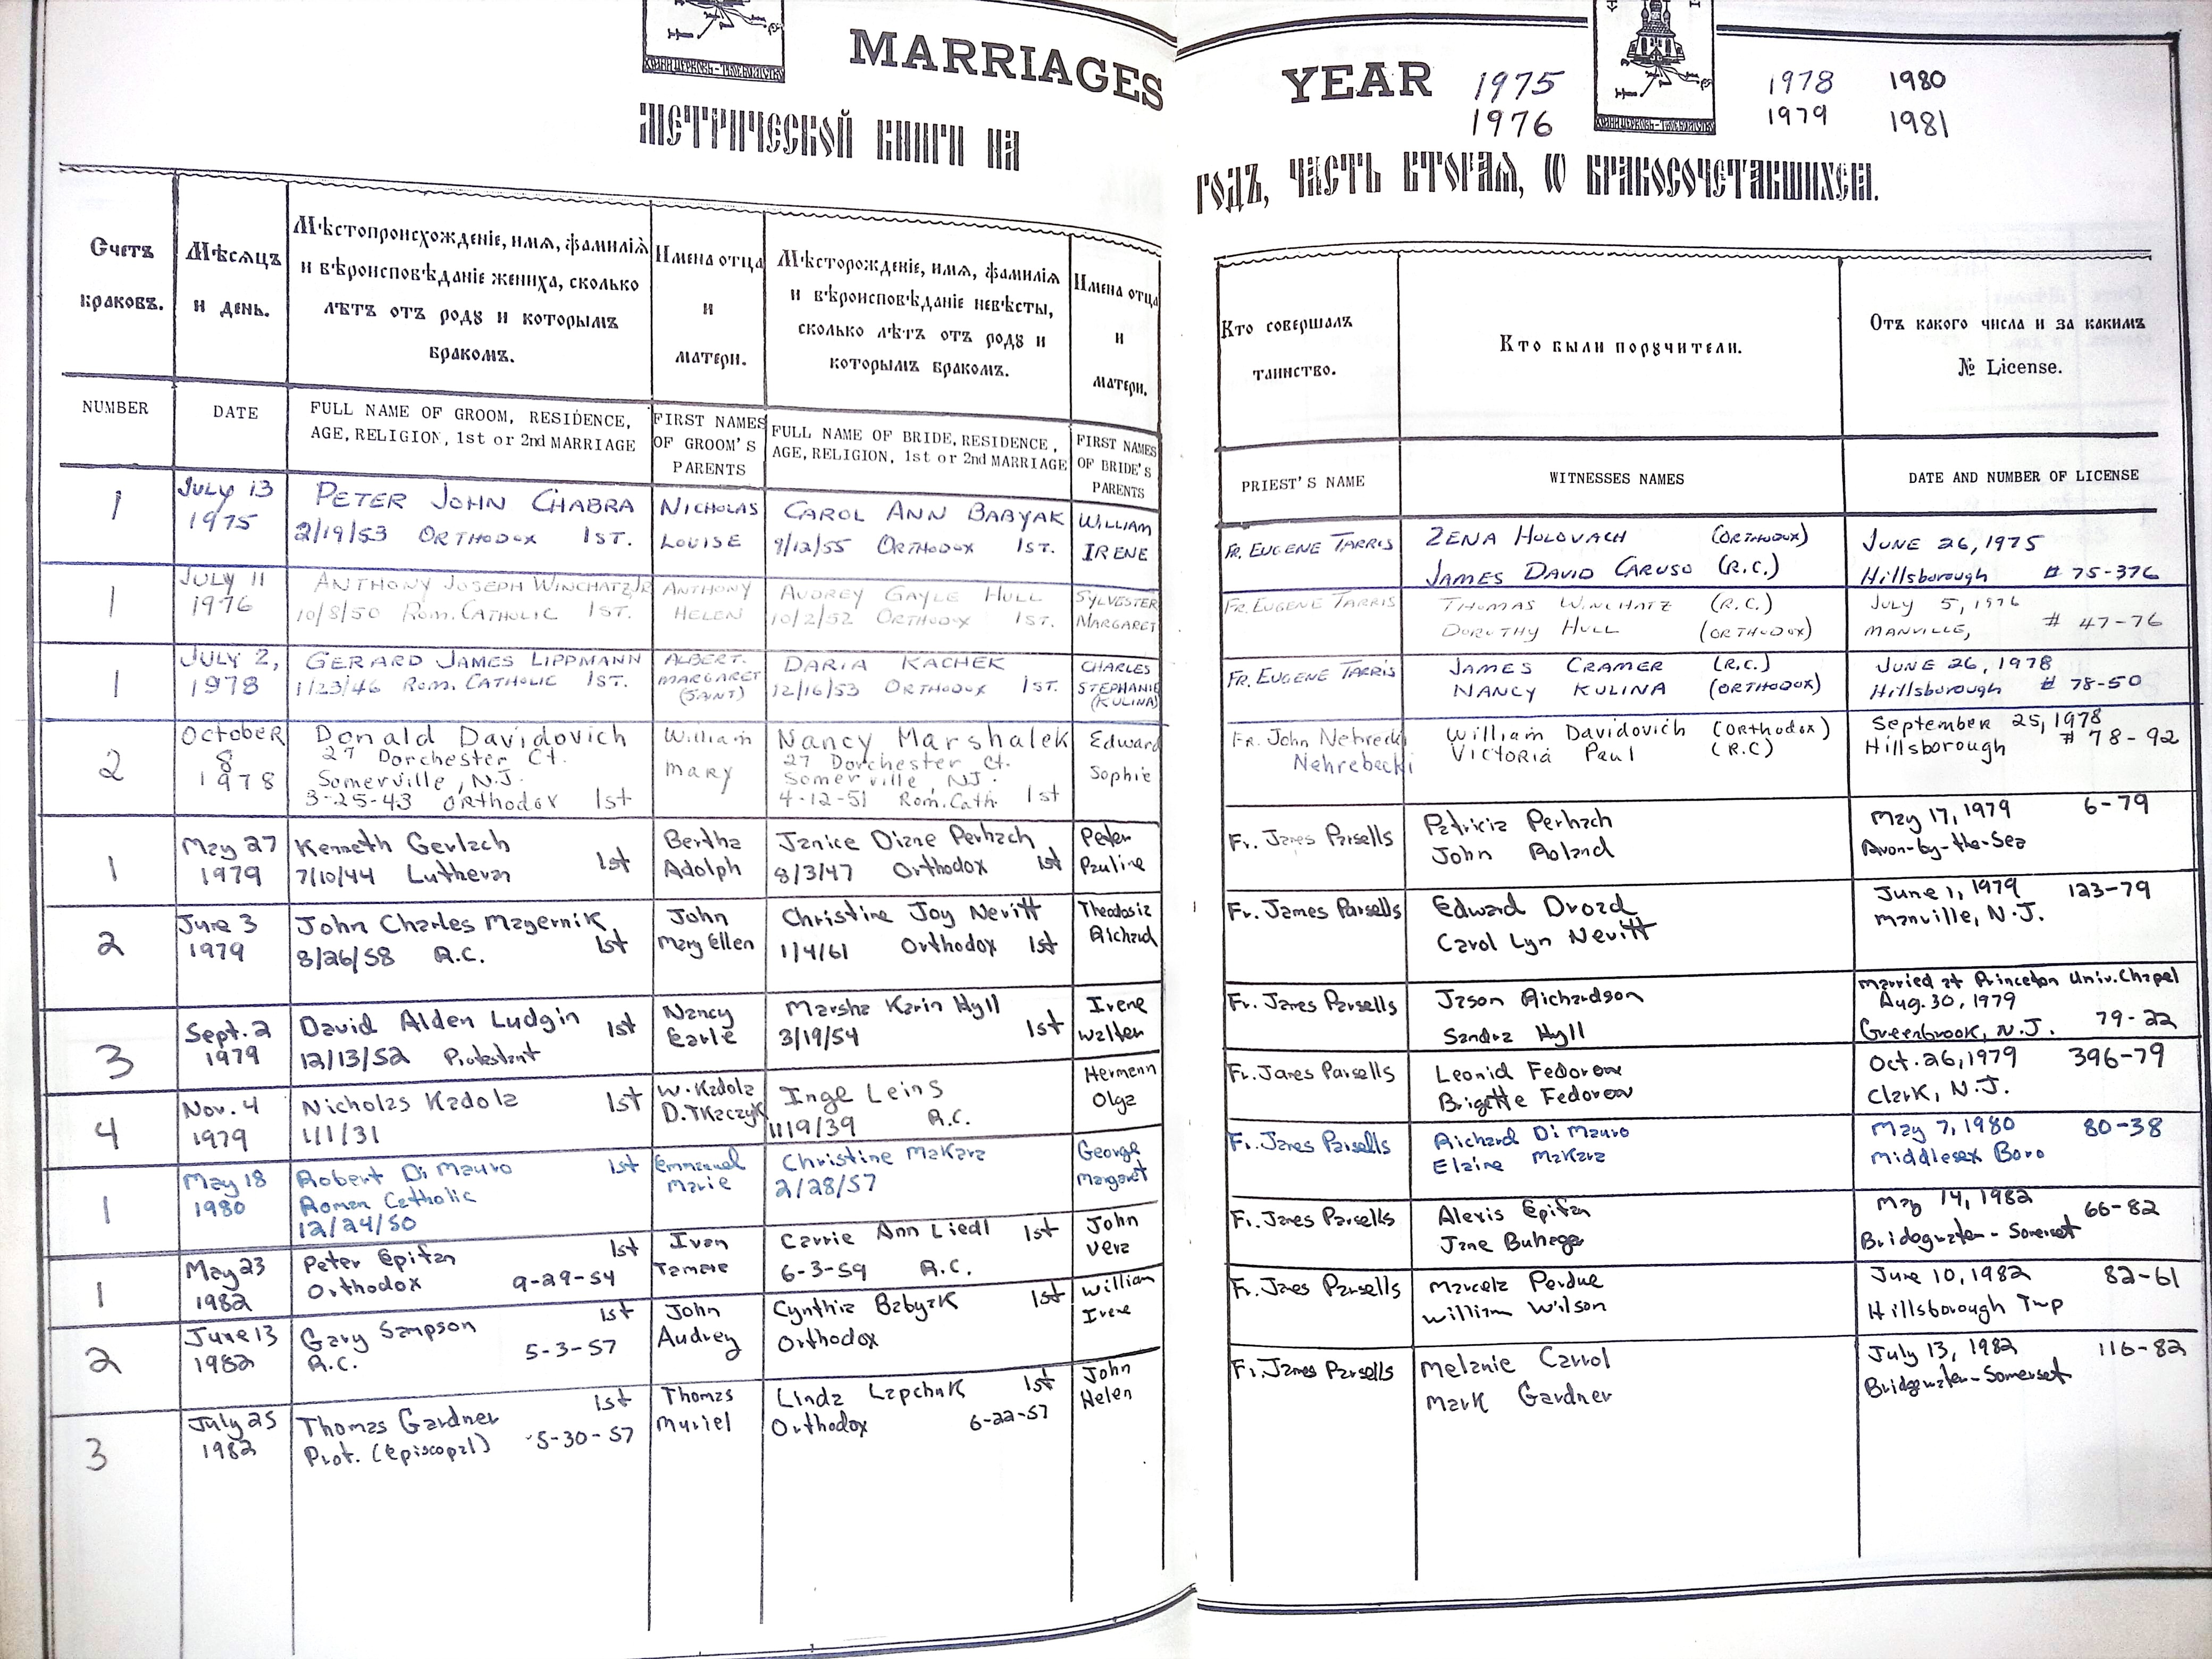 MARRIAGES YEAR 1975 1978 1980
1976 1979 1981
МЕТРИЧЕСКОЙ КНИГИ НА ГОДЪ, ЧАСТЬ ВТОРАЯ, Ѡ БРАКОСОЧЕТАВШИХСЯ.
Счетъ
браковъ.
Мѣсяцъ
и день.
Мѣстопроисхожденіе, имя, фамилія
и вѣроисповѣданіе жениха, сколько
лѣтъ отъ роду и которымъ
бракомъ.
Имена отца
и
матери.
Мѣсторожденіе, имя, фамилія
и вѣроисповѣданіе невѣсты,
сколько лѣтъ отъ роду и
которымъ бракомъ.
Имена отца
и
матери.
Кто совершалъ
таинство.
Кто были поручители.
Отъ какого числа и за какимъ
№ License.
NUMBER
DATE
FULL NAME OF GROOM, RESIDENCE,
AGE, RELIGION, 1st or 2nd MARRIAGE
FIRST NAMES
OF GROOM'S
PARENTS
FULL NAME OF BRIDE, RESIDENCE,
AGE, RELIGION, 1st or 2nd MARRIAGE
FIRST NAMES
OF BRIDE'S
PARENTS
PRIEST'S NAME
WITNESSES NAMES
DATE AND NUMBER OF LICENSE
1
July 13
1975
PETER JOHN CHABRA
2/19/53 ORTHODOX 1ST.
NICHOLAS
LOUISE
CAROL ANN BABYAK
9/12/55 ORTHODOX 1ST.
WILLIAM
IRENE
FR. EUGENE TARRIS
ZENA HOLOVACH (ORTHODOX)
JAMES DAVID CARUSO (R.C.)
JUNE 26, 1975
Hillsborough # 75-376
1
JULY 11
1976
ANTHONY JOSEPH WINCHATZ, JR
10/8/50 Rom. CATHOLIC 1ST.
ANTHONY
HELEN
AUDREY GAYLE HULL
10/2/52 ORTHODOX 1ST.
SYLVESTER
MARGARET
FR. EUGENE TARRIS
THOMAS WINCHATZ (R.C.)
DOROTHY HULL (ORTHODOX)
JULY 5, 1976
MANVILLE, # 47-76
1
JULY 2,
1978
GERARD JAMES LIPPMANN
1/23/46 Rom. CATHOLIC 1ST.
ALBERT.
MARGARET
(SANT)
DARIA KACHEK
12/16/53 ORTHODOX 1ST.
CHARLES
STEPHANIE
(KULINA)
FR. EUGENE TARRIS
JAMES CRAMER (R.C.)
NANCY KULINA (ORTHODOX)
JUNE 26, 1978
Hillsborough # 78-50
2
OctobeR
8
1978
Donald Davidovich
27 Dorchester Ct.
Somerville, N.J.
3-25-43 ORthodox 1st
William
Mary
Nancy Marshalek
27 Dorchester Ct.
Somerville, NJ.
4-12-51 Rom. Cath. 1st
Edward
Sophie
FR. John Nehrecki
Nehrebecki
William Davidovich (ORthodox)
Victoria Paul (R.C)
September 25, 1978
Hillsborough # 78-92
1
May 27
1979
Kenneth Gerlach 1st
7/10/44 Lutheran
Bertha
Adolph
Janice Diane Perhach
8/3/47 Orthodox 1st
Peter
Pauline
Fr. James Parsells
Patricia Perhach
John Roland
May 17, 1979 6-79
Avon-by-the-Sea
2
June 3
1979
John Charles Magernik
8/26/58 R.C. 1st
John
Mary Ellen
Christine Joy Nevitt
1/4/61 Orthodox 1st
Theodosia
Richard
Fr. James Parsells
Edward Drozd
Carol Lyn Nevitt
June 1, 1979 123-79
Manville, N.J.
3
Sept. 2
1979
David Alden Ludgin 1st
12/13/52 Protestant
Nancy
Earle
Marsha Karin Hyll
3/19/54 1st
Irene
Walter
Fr. James Parsells
Jason Richardson
Sandra Hyll
married at Princeton Univ. Chapel
Aug. 30, 1979
Greenbrook, N.J. 79-22
4
Nov. 4
1979
Nicholas Kadola 1st
1/1/31
W. Kadola
D. Tkaczyk
Inge Leins
11/9/39 R.C.
Hermann
Olga
Fr. James Parsells
Leonid Fedorow
Brigette Fedorow
Oct. 26, 1979 396-79
Clark, N.J.
1
May 18
1980
Robert Di Mauro 1st
Roman Catholic
12/24/50
Emmanuel
Marie
Christine Makara
2/28/57
George
Margaret
Fr. James Parsells
Richard Di Mauro
Elaine Makara
May 7, 1980 80-38
Middlesex Boro
1
May 23
1982
Peter Epifan 1st
Orthodox 9-29-54
Ivan
Tamara
Carrie Ann Liedl 1st
6-3-59 R.C.
John
Vera
Fr. James Parsells
Alexis Epifan
Jane
May 14, 1982 66-82
Bridgewater - Somerset
2
June 13
1982
Gary Sampson 1st
R.C. 5-3-57
John
Audrey
Cynthia Babyak 1st
Orthodox
William
Irene
Fr. James Parsells
Marcela Perdue
William Wilson
June 10, 1982 82-61
Hillsborough Twp
3
July 25
1982
Thomas Gardner 1st
Prot. (Episcopal) 5-30-57
Thomas
Muriel
Linda Lapchuk 1st
Orthodox 6-22-57
John
Helen
Fr. James Parsells
Melanie Carrol
Mark Gardner
July 13, 1982 116-82
Bridgewater-Somerset